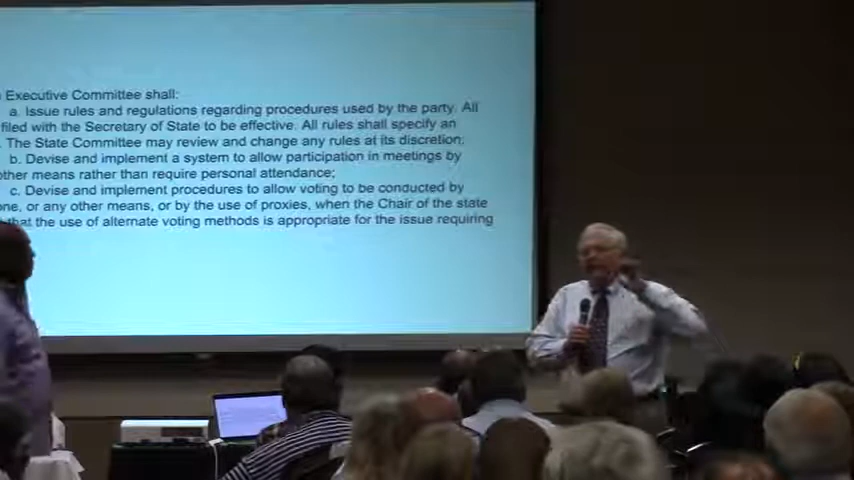 Executive Committee shall:
a. Issue rules and regulations regarding procedures used by the party. All
filed with the Secretary of State to be effective. All rules shall specify an
The State Committee may review and change any rules at its discretion;
b. Devise and implement a system to allow participation in meetings by
other means rather than require personal attendance;
c. Devise and implement procedures to allow voting to be conducted by
or any other means, or by the use of proxies, when the Chair of the state
that the use of alternate voting methods is appropriate for the issue requiring